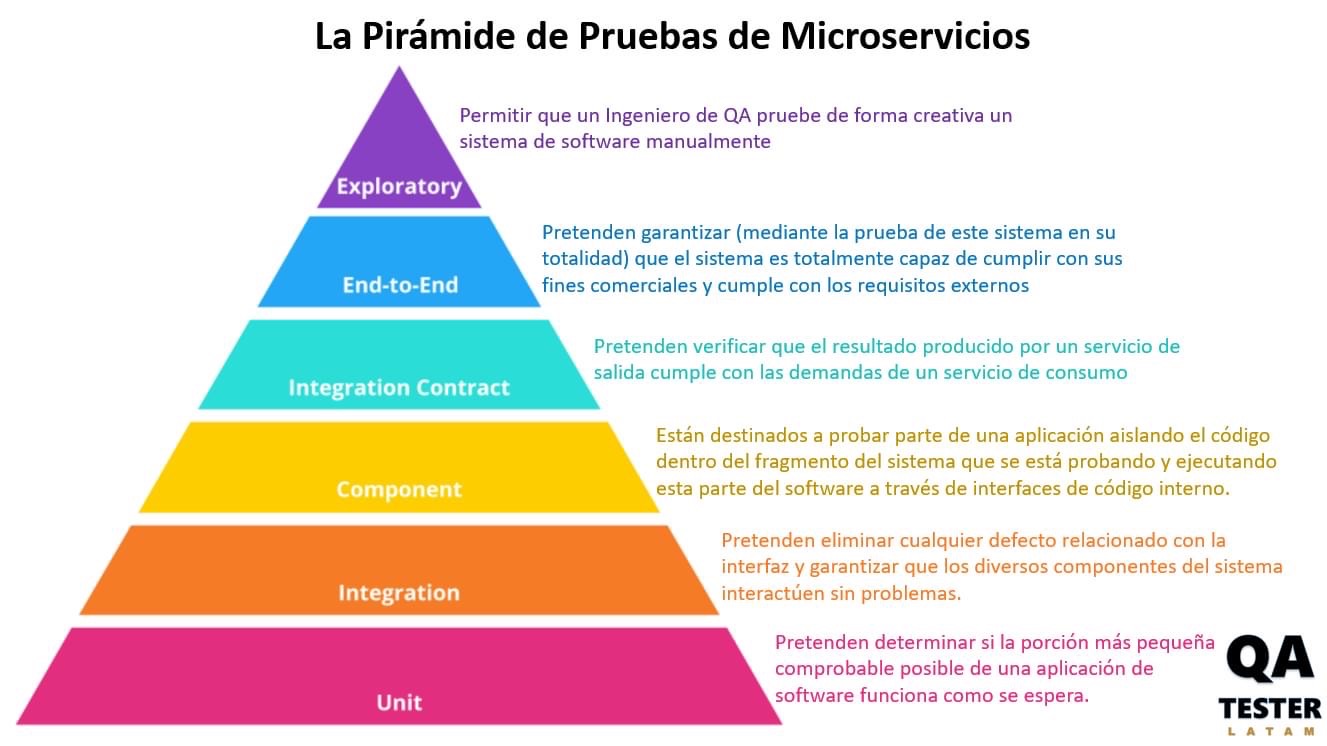 La Pirámide de Pruebas de Microservicios
Permitir que un Ingeniero de QA pruebe de forma creativa un
sistema de software manualmente
Exploratory
Pretenden garantizar (mediante la prueba de este sistema en su
totalidad) que el sistema es totalmente capaz de cumplir con sus
fines comerciales y cumple con los requisitos externos
End-to-End
Pretenden verificar que el resultado producido por un servicio de
salida cumple con las demandas de un servicio de consumo
Integration Contract
Están destinados a probar parte de una aplicación aislando el código
dentro del fragmento del sistema que se está probando y ejecutando
esta parte del software a través de interfaces de código interno.
Component
Pretenden eliminar cualquier defecto relacionado con la
interfaz y garantizar que los diversos componentes del sistema
interactúen sin problemas.
Integration
Pretenden determinar si la porción más pequeña
comprobable posible de una aplicación de
software funciona como se espera.
Unit
QA
TESTER
LATAM